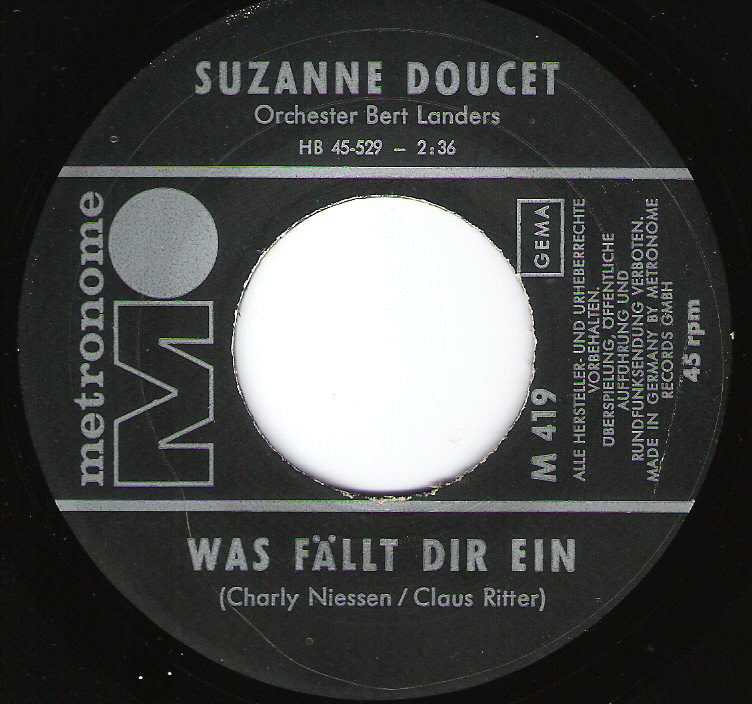 SUZANNE DOUCET
Orchester Bert Landers
HB 45-529 – 2:36
metronome
GEMA
M 419
ALLE HERSTELLER- UND URHEBERRECHTE
VORBEHALTEN.
ÜBERSPIELUNG, ÖFFENTLICHE
AUFFÜHRUNG UND
RUNDFUNKSENDUNG VERBOTEN.
MADE IN GERMANY BY METRONOME
RECORDS GMBH
45 rpm
WAS FÄLLT DIR EIN
(Charly Niessen / Claus Ritter)